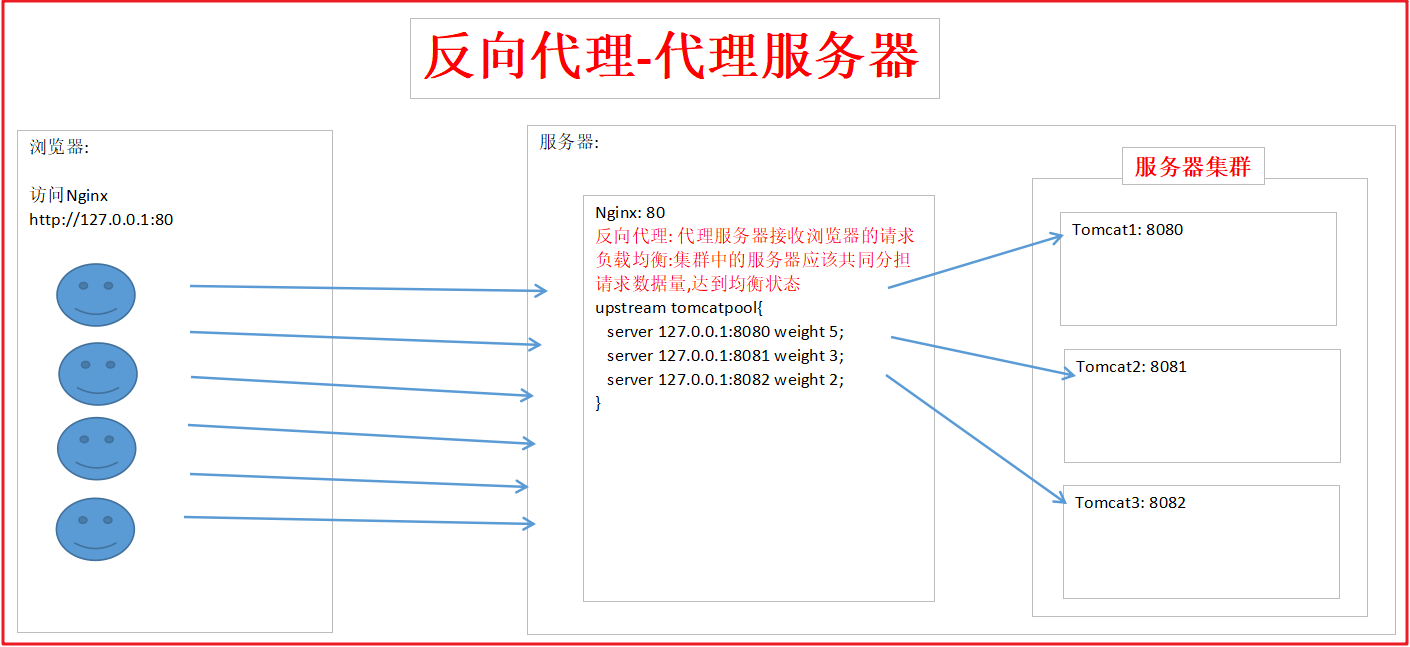 反向代理-代理服务器
浏览器:
访问Nginx
http://127.0.0.1:80
服务器:
Nginx: 80
反向代理: 代理服务器接收浏览器的请求
负载均衡:集群中的服务器应该共同分担
请求数据量,达到均衡状态
upstream tomcatpool{
server 127.0.0.1:8080 weight 5;
server 127.0.0.1:8081 weight 3;
server 127.0.0.1:8082 weight 2;
}
服务器集群
Tomcat1: 8080
Tomcat2: 8081
Tomcat3: 8082